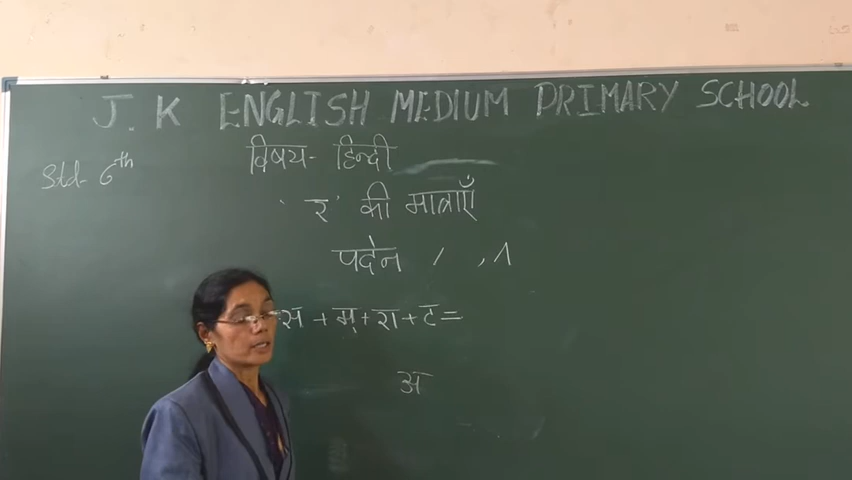 J. K ENGLISH MEDIUM PRIMARY SCHOOL
विषय- हिन्दी
Std- 6th
'र' की मात्राएँ
पदेन ⁄ , ^
स + म् + रा + ट =
अ